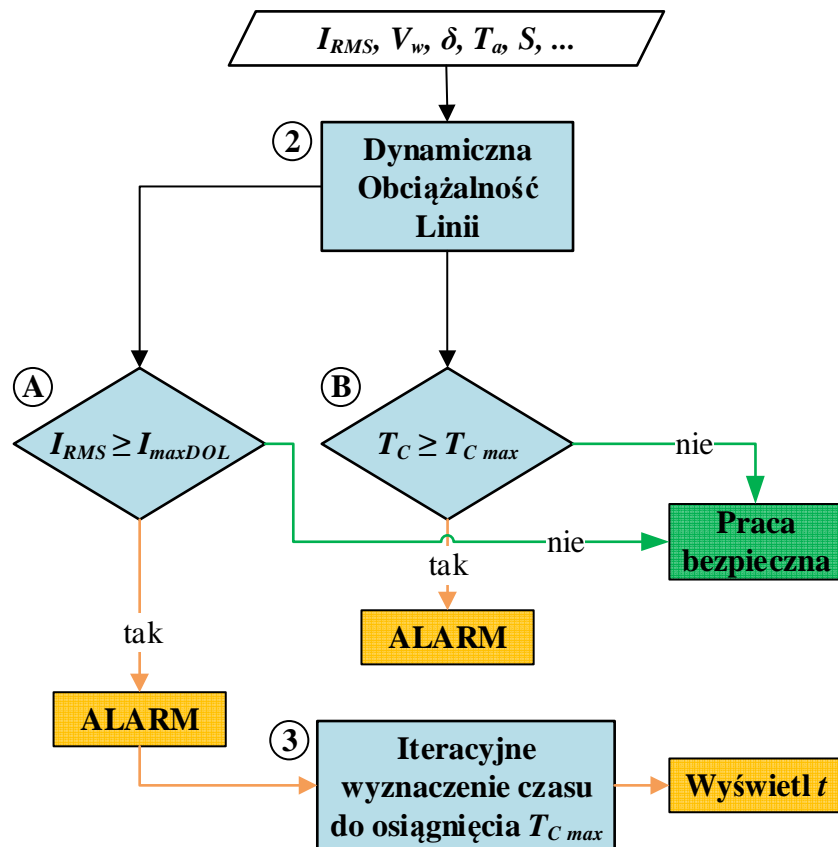 I_RMS, V_w, δ, T_a, S, ...
2
Dynamiczna
Obciążalność
Linii
A
B
I_RMS ≥ I_maxDOL
T_C ≥ T_C max
nie
nie
Praca
bezpieczna
tak
tak
ALARM
ALARM
3
Iteracyjne
wyznaczenie czasu
do osiągnięcia T_C max
Wyświetl t